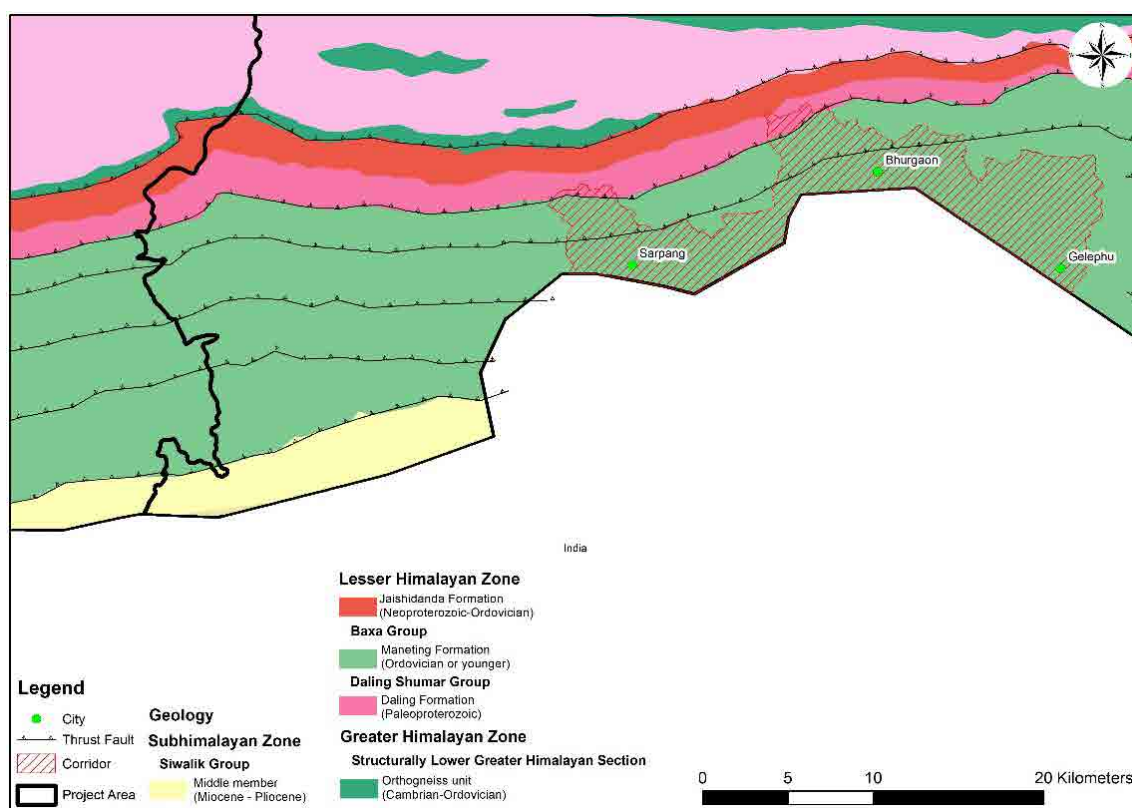 Bhurgaon
Sarpang
Gelephu
India
Legend
City
Thrust Fault
Corridor
Project Area
Geology
Subhimalayan Zone
Siwalik Group
Middle member
(Miocene - Pliocene)
Lesser Himalayan Zone
Jaishidanda Formation
(Neoproterozoic-Ordovician)
Baxa Group
Maneting Formation
(Ordovician or younger)
Daling Shumar Group
Daling Formation
(Paleoproterozoic)
Greater Himalayan Zone
Structurally Lower Greater Himalayan Section
Orthogneiss unit
(Cambrian-Ordovician)
0 5 10 20 Kilometers